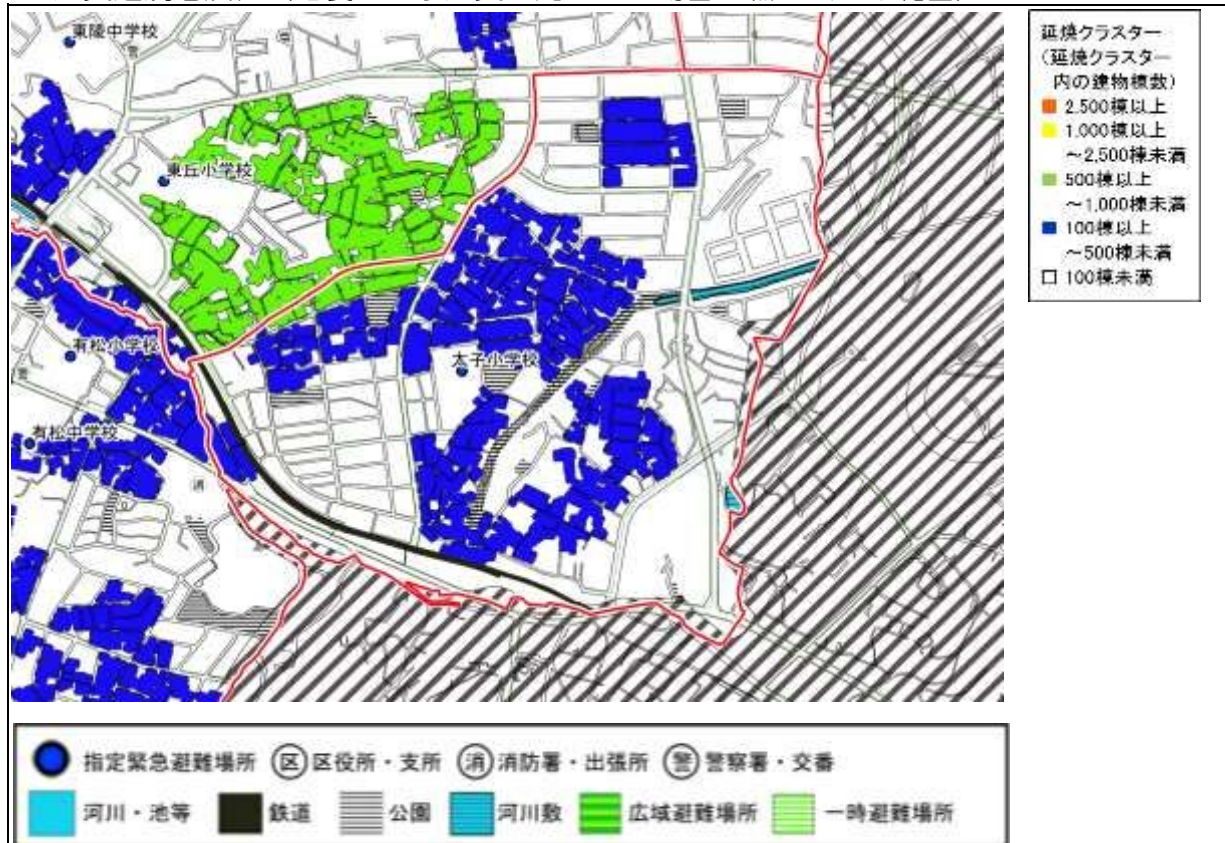 東陵中学校
東丘小学校
有松小学校
太子小学校
有松中学校
消
延焼クラスター
(延焼クラスター
内の建物棟数)
2,500棟以上
1,000棟以上
～2,500棟未満
500棟以上
～1,000棟未満
100棟以上
～500棟未満
100棟未満
指定緊急避難場所 区 区役所・支所 消 消防署・出張所 警 警察署・交番
河川・池等 鉄道 公園 河川敷 広域避難場所 一時避難場所